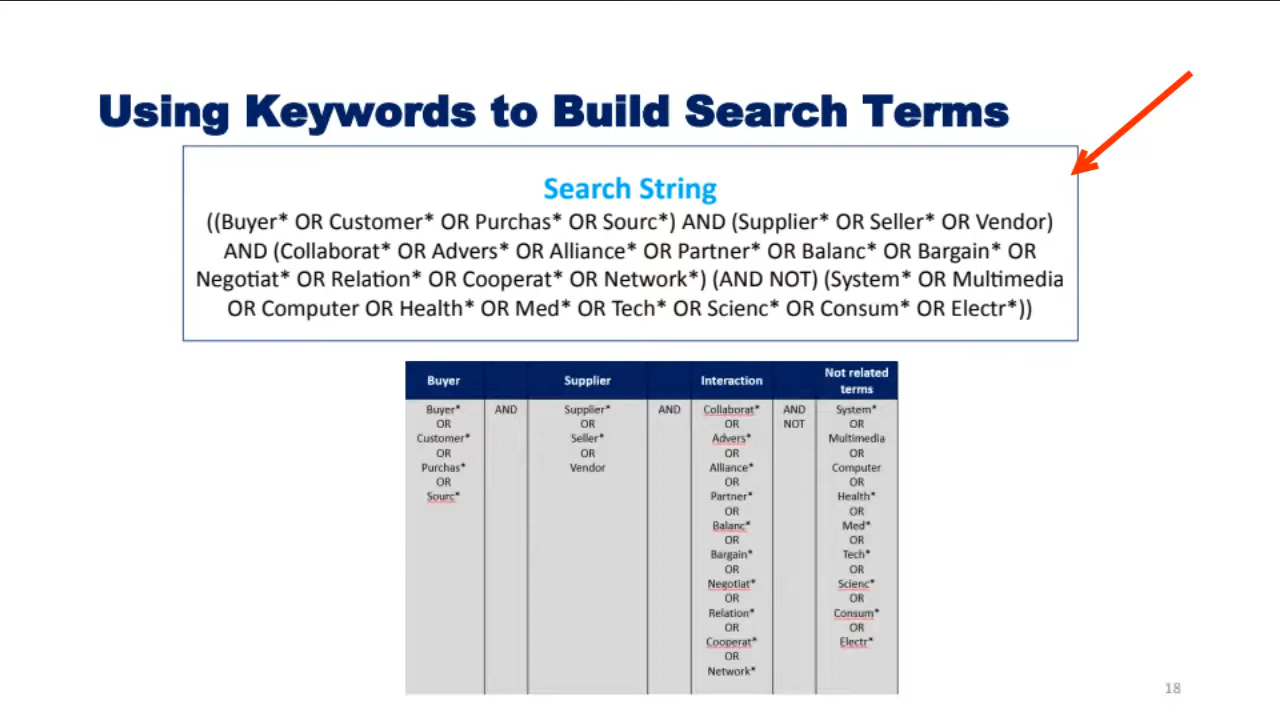 Using Keywords to Build Search Terms
Search String
((Buyer* OR Customer* OR Purchas* OR Sourc*) AND (Supplier* OR Seller* OR Vendor)
AND (Collaborat* OR Advers* OR Alliance* OR Partner* OR Balanc* OR Bargain* OR
Negotiat* OR Relation* OR Cooperat* OR Network*) (AND NOT) (System* OR Multimedia
OR Computer OR Health* OR Med* OR Tech* OR Scienc* OR Consum* OR Electr*))
Buyer
Supplier
Interaction
Not related
terms
Buyer*
OR
Customer*
OR
Purchas*
OR
Sourc*
AND
Supplier*
OR
Seller*
OR
Vendor
AND
Collaborat*
OR
Advers*
OR
Alliance*
OR
Partner*
OR
Balanc*
OR
Bargain*
OR
Negotiat*
OR
Relation*
OR
Cooperat*
OR
Network*
AND
NOT
System*
OR
Multimedia
OR
Computer
OR
Health*
OR
Med*
OR
Tech*
OR
Scienc*
OR
Consum*
OR
Electr*
18